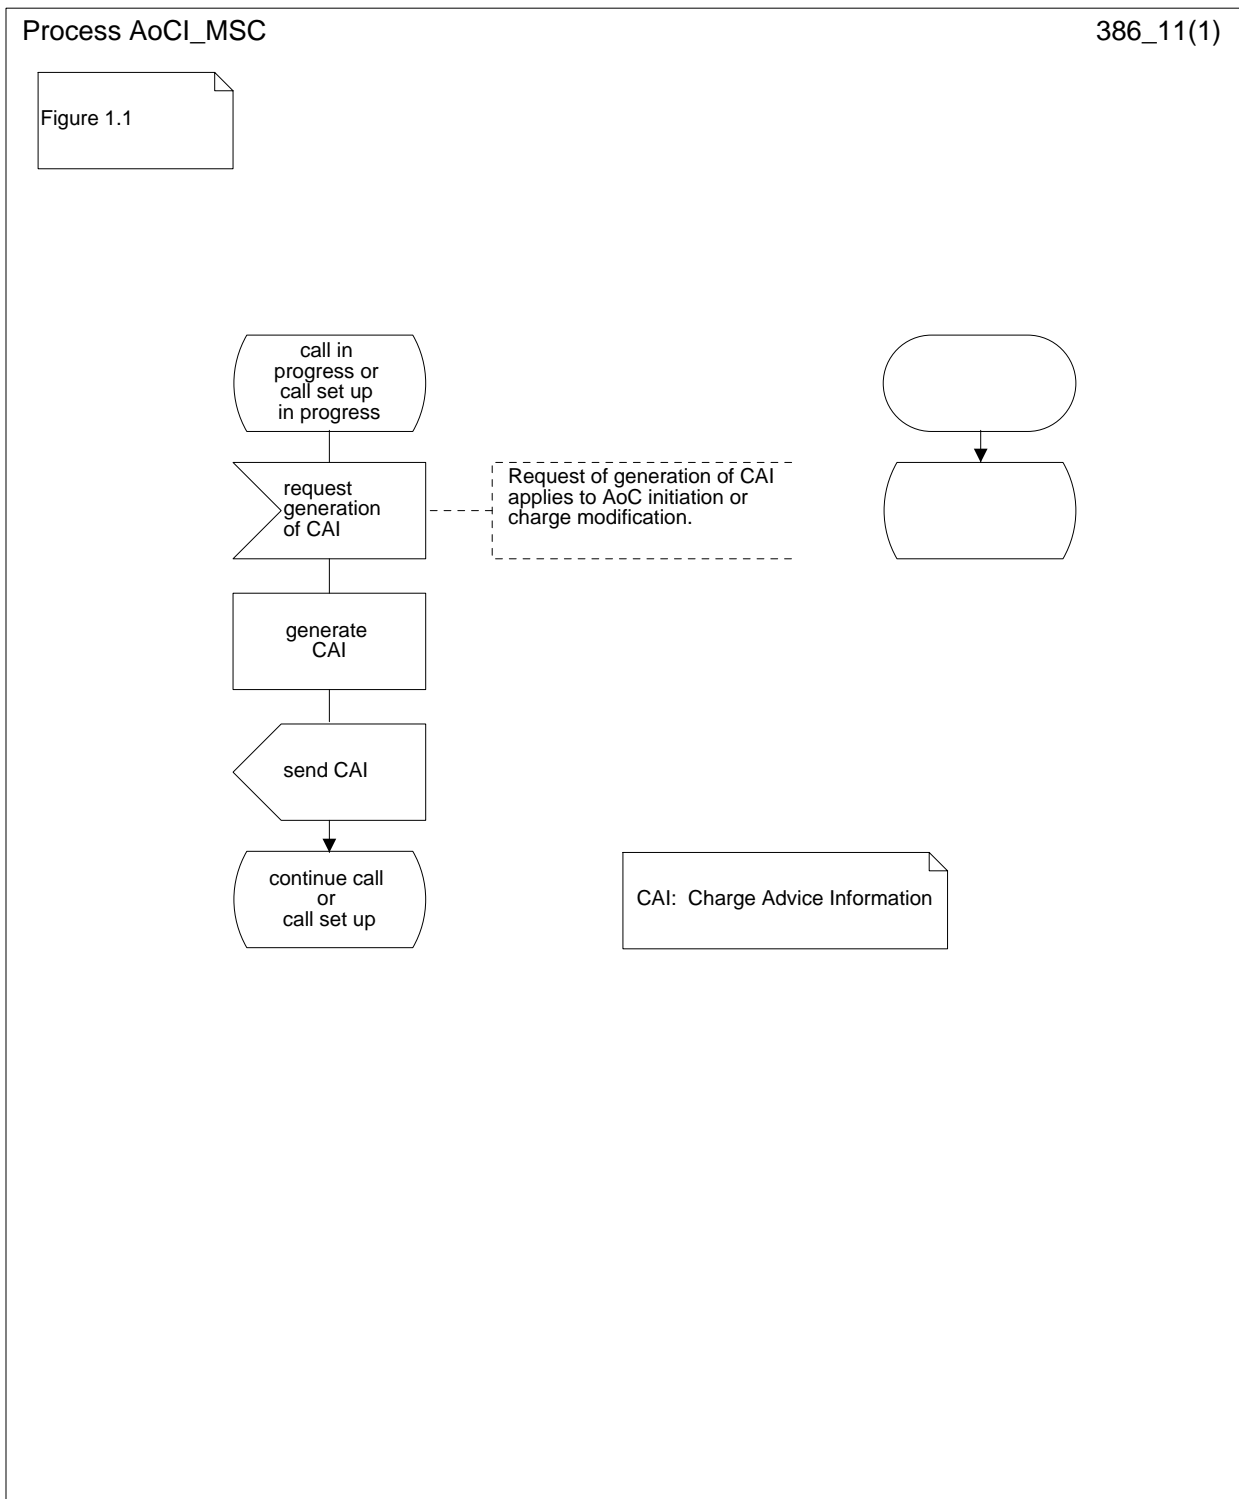 Process AoCI_MSC
386_11(1)
Figure 1.1
call in
progress or
call set up
in progress
request
generation
of CAI
Request of generation of CAI
applies to AoC initiation or
charge modification.
generate
CAI
send CAI
continue call
or
call set up
CAI:  Charge Advice Information